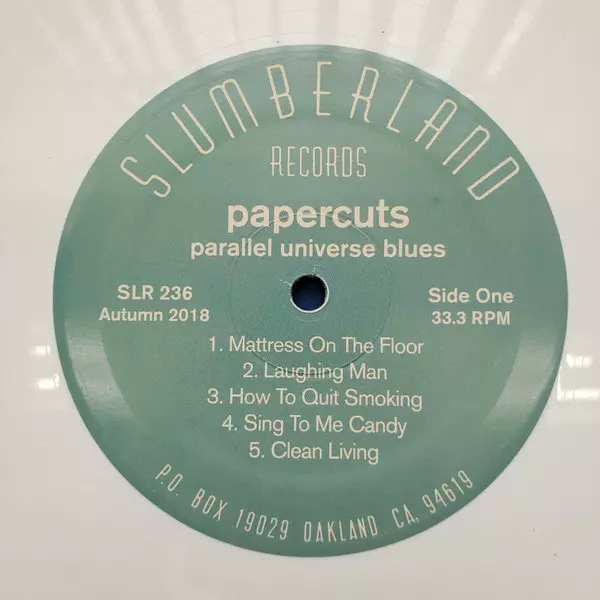 SLUMBERLAND
RECORDS
papercuts
parallel universe blues
SLR 236
Autumn 2018
Side One
33.3 RPM
1. Mattress On The Floor
2. Laughing Man
3. How To Quit Smoking
4. Sing To Me Candy
5. Clean Living
P.O. BOX 19029 OAKLAND CA, 94619